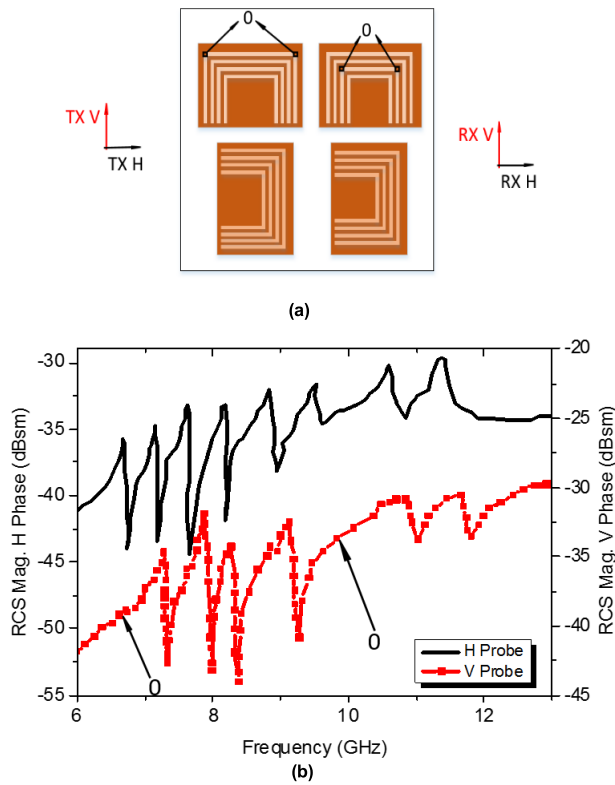 0
0
TX V
TX H
RX V
RX H
(a)
RCS Mag. H Phase (dBsm)
-30
-35
-40
-45
-50
-55
-20
-25
-30
-35
-40
-45
RCS Mag. V Phase (dBsm)
0
0
H Probe
V Probe
6
8
10
12
Frequency (GHz)
(b)